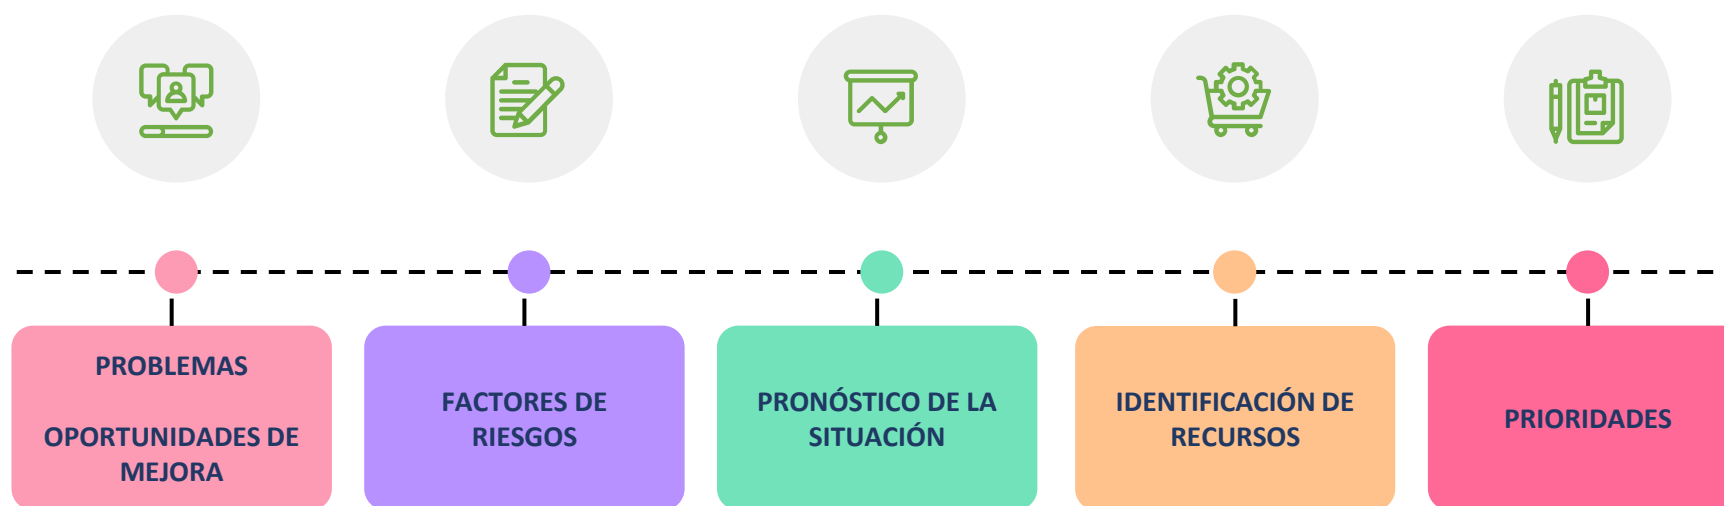 PROBLEMAS
OPORTUNIDADES DE
MEJORA
FACTORES DE
RIESGOS
PRONÓSTICO DE LA
SITUACIÓN
IDENTIFICACIÓN DE
RECURSOS
PRIORIDADES